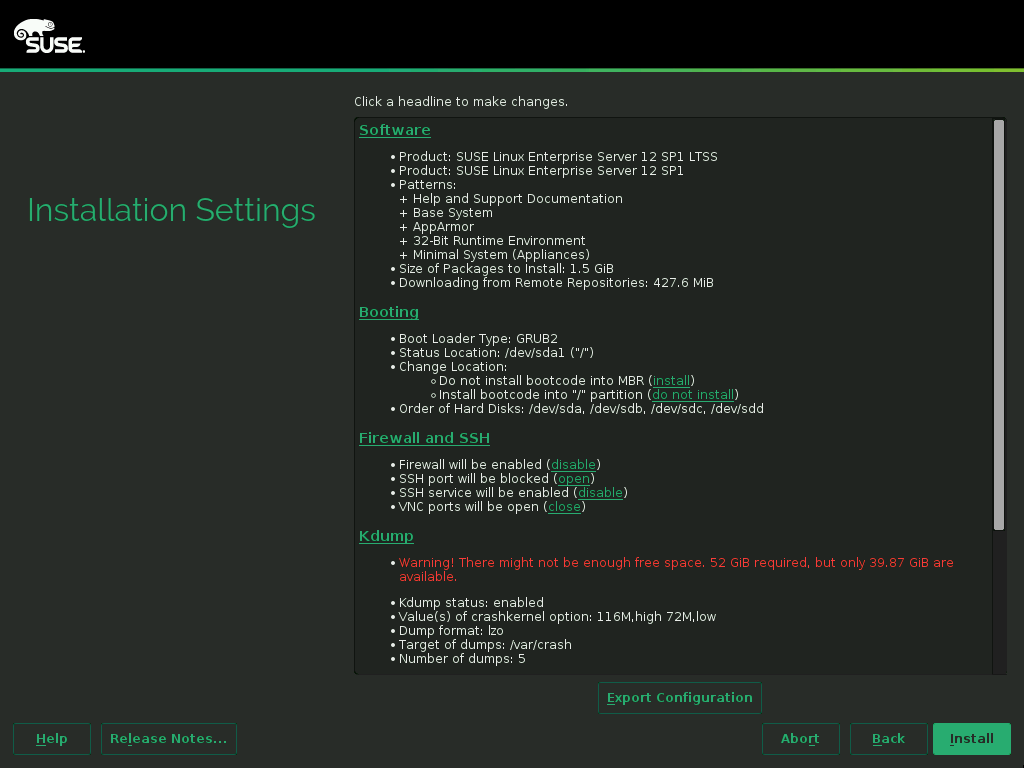 SUSE.
Click a headline to make changes.
Installation Settings
Software
• Product: SUSE Linux Enterprise Server 12 SP1 LTSS
• Product: SUSE Linux Enterprise Server 12 SP1
• Patterns:
+ Help and Support Documentation
+ Base System
+ AppArmor
+ 32-Bit Runtime Environment
+ Minimal System (Appliances)
• Size of Packages to Install: 1.5 GiB
• Downloading from Remote Repositories: 427.6 MiB
Booting
• Boot Loader Type: GRUB2
• Status Location: /dev/sda1 ("/")
• Change Location:
◦ Do not install bootcode into MBR (install)
◦ Install bootcode into "/" partition (do not install)
• Order of Hard Disks: /dev/sda, /dev/sdb, /dev/sdc, /dev/sdd
Firewall and SSH
• Firewall will be enabled (disable)
• SSH port will be blocked (open)
• SSH service will be enabled (disable)
• VNC ports will be open (close)
Kdump
• Warning! There might not be enough free space. 52 GiB required, but only 39.87 GiB are
available.
• Kdump status: enabled
• Value(s) of crashkernel option: 116M,high 72M,low
• Dump format: lzo
• Target of dumps: /var/crash
• Number of dumps: 5
Export Configuration
Help
Release Notes...
Abort
Back
Install